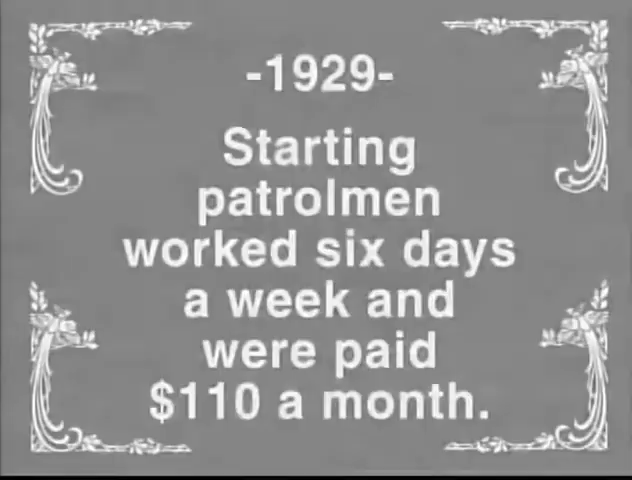 -1929-
Starting
patrolmen
worked six days
a week and
were paid
$110 a month.